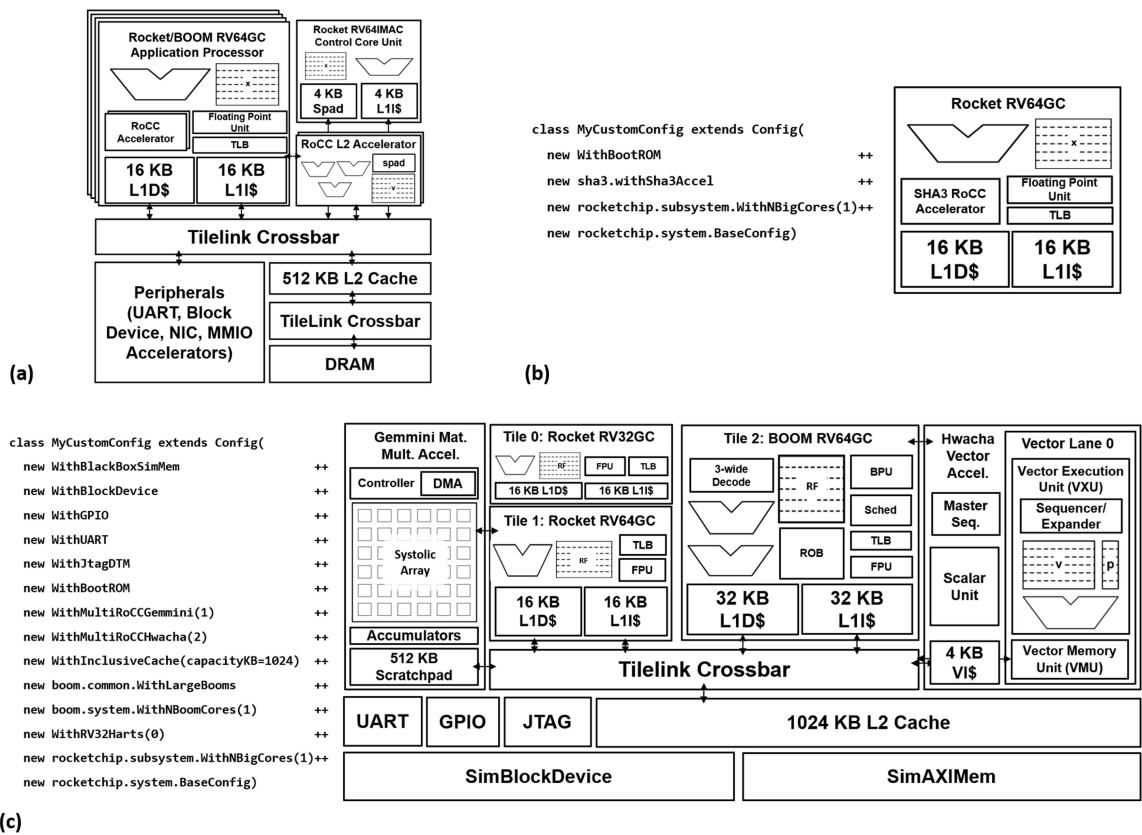 Rocket/BOOM RV64GC
Application Processor
x
RoCC
Accelerator
Floating Point
Unit
TLB
16 KB
L1D$
16 KB
L1I$
Rocket RV64IMAC
Control Core Unit
x
4 KB
Spad
4 KB
L1I$
RoCC L2 Accelerator
spad
v
Tilelink Crossbar
Peripherals
(UART, Block
Device, NIC, MMIO
Accelerators)
512 KB L2 Cache
TileLink Crossbar
DRAM
(a)
class MyCustomConfig extends Config(
new WithBootROM ++
new sha3.withSha3Accel ++
new rocketchip.subsystem.WithNBigCores(1)++
new rocketchip.system.BaseConfig)
Rocket RV64GC
x
SHA3 RoCC
Accelerator
Floating Point
Unit
TLB
16 KB
L1D$
16 KB
L1I$
(b)
class MyCustomConfig extends Config(
new WithBlackBoxSimMem ++
new WithBlockDevice ++
new WithGPIO ++
new WithUART ++
new WithJtagDTM ++
new WithBootROM ++
new WithMultiRoCCGemmini(1) ++
new WithMultiRoCCHwacha(2) ++
new WithInclusiveCache(capacityKB=1024) ++
new boom.common.WithLargeBooms ++
new boom.system.WithNBoomCores(1) ++
new WithRV32Harts(0) ++
new rocketchip.subsystem.WithNBigCores(1)++
new rocketchip.system.BaseConfig)
Gemmini Mat.
Mult. Accel.
Controller
DMA
Systolic
Array
Accumulators
512 KB
Scratchpad
Tile 0: Rocket RV32GC
RF
FPU
TLB
16 KB L1D$
16 KB L1I$
Tile 1: Rocket RV64GC
RF
TLB
FPU
16 KB
L1D$
16 KB
L1I$
Tile 2: BOOM RV64GC
3-wide
Decode
RF
BPU
Sched
ROB
TLB
FPU
32 KB
L1D$
32 KB
L1I$
Hwacha
Vector
Accel.
Master
Seq.
Scalar
Unit
4 KB
VI$
Vector Lane 0
Vector Execution
Unit (VXU)
Sequencer/
Expander
v
p
Vector Memory
Unit (VMU)
Tilelink Crossbar
UART
GPIO
JTAG
1024 KB L2 Cache
SimBlockDevice
SimAXIMem
(c)